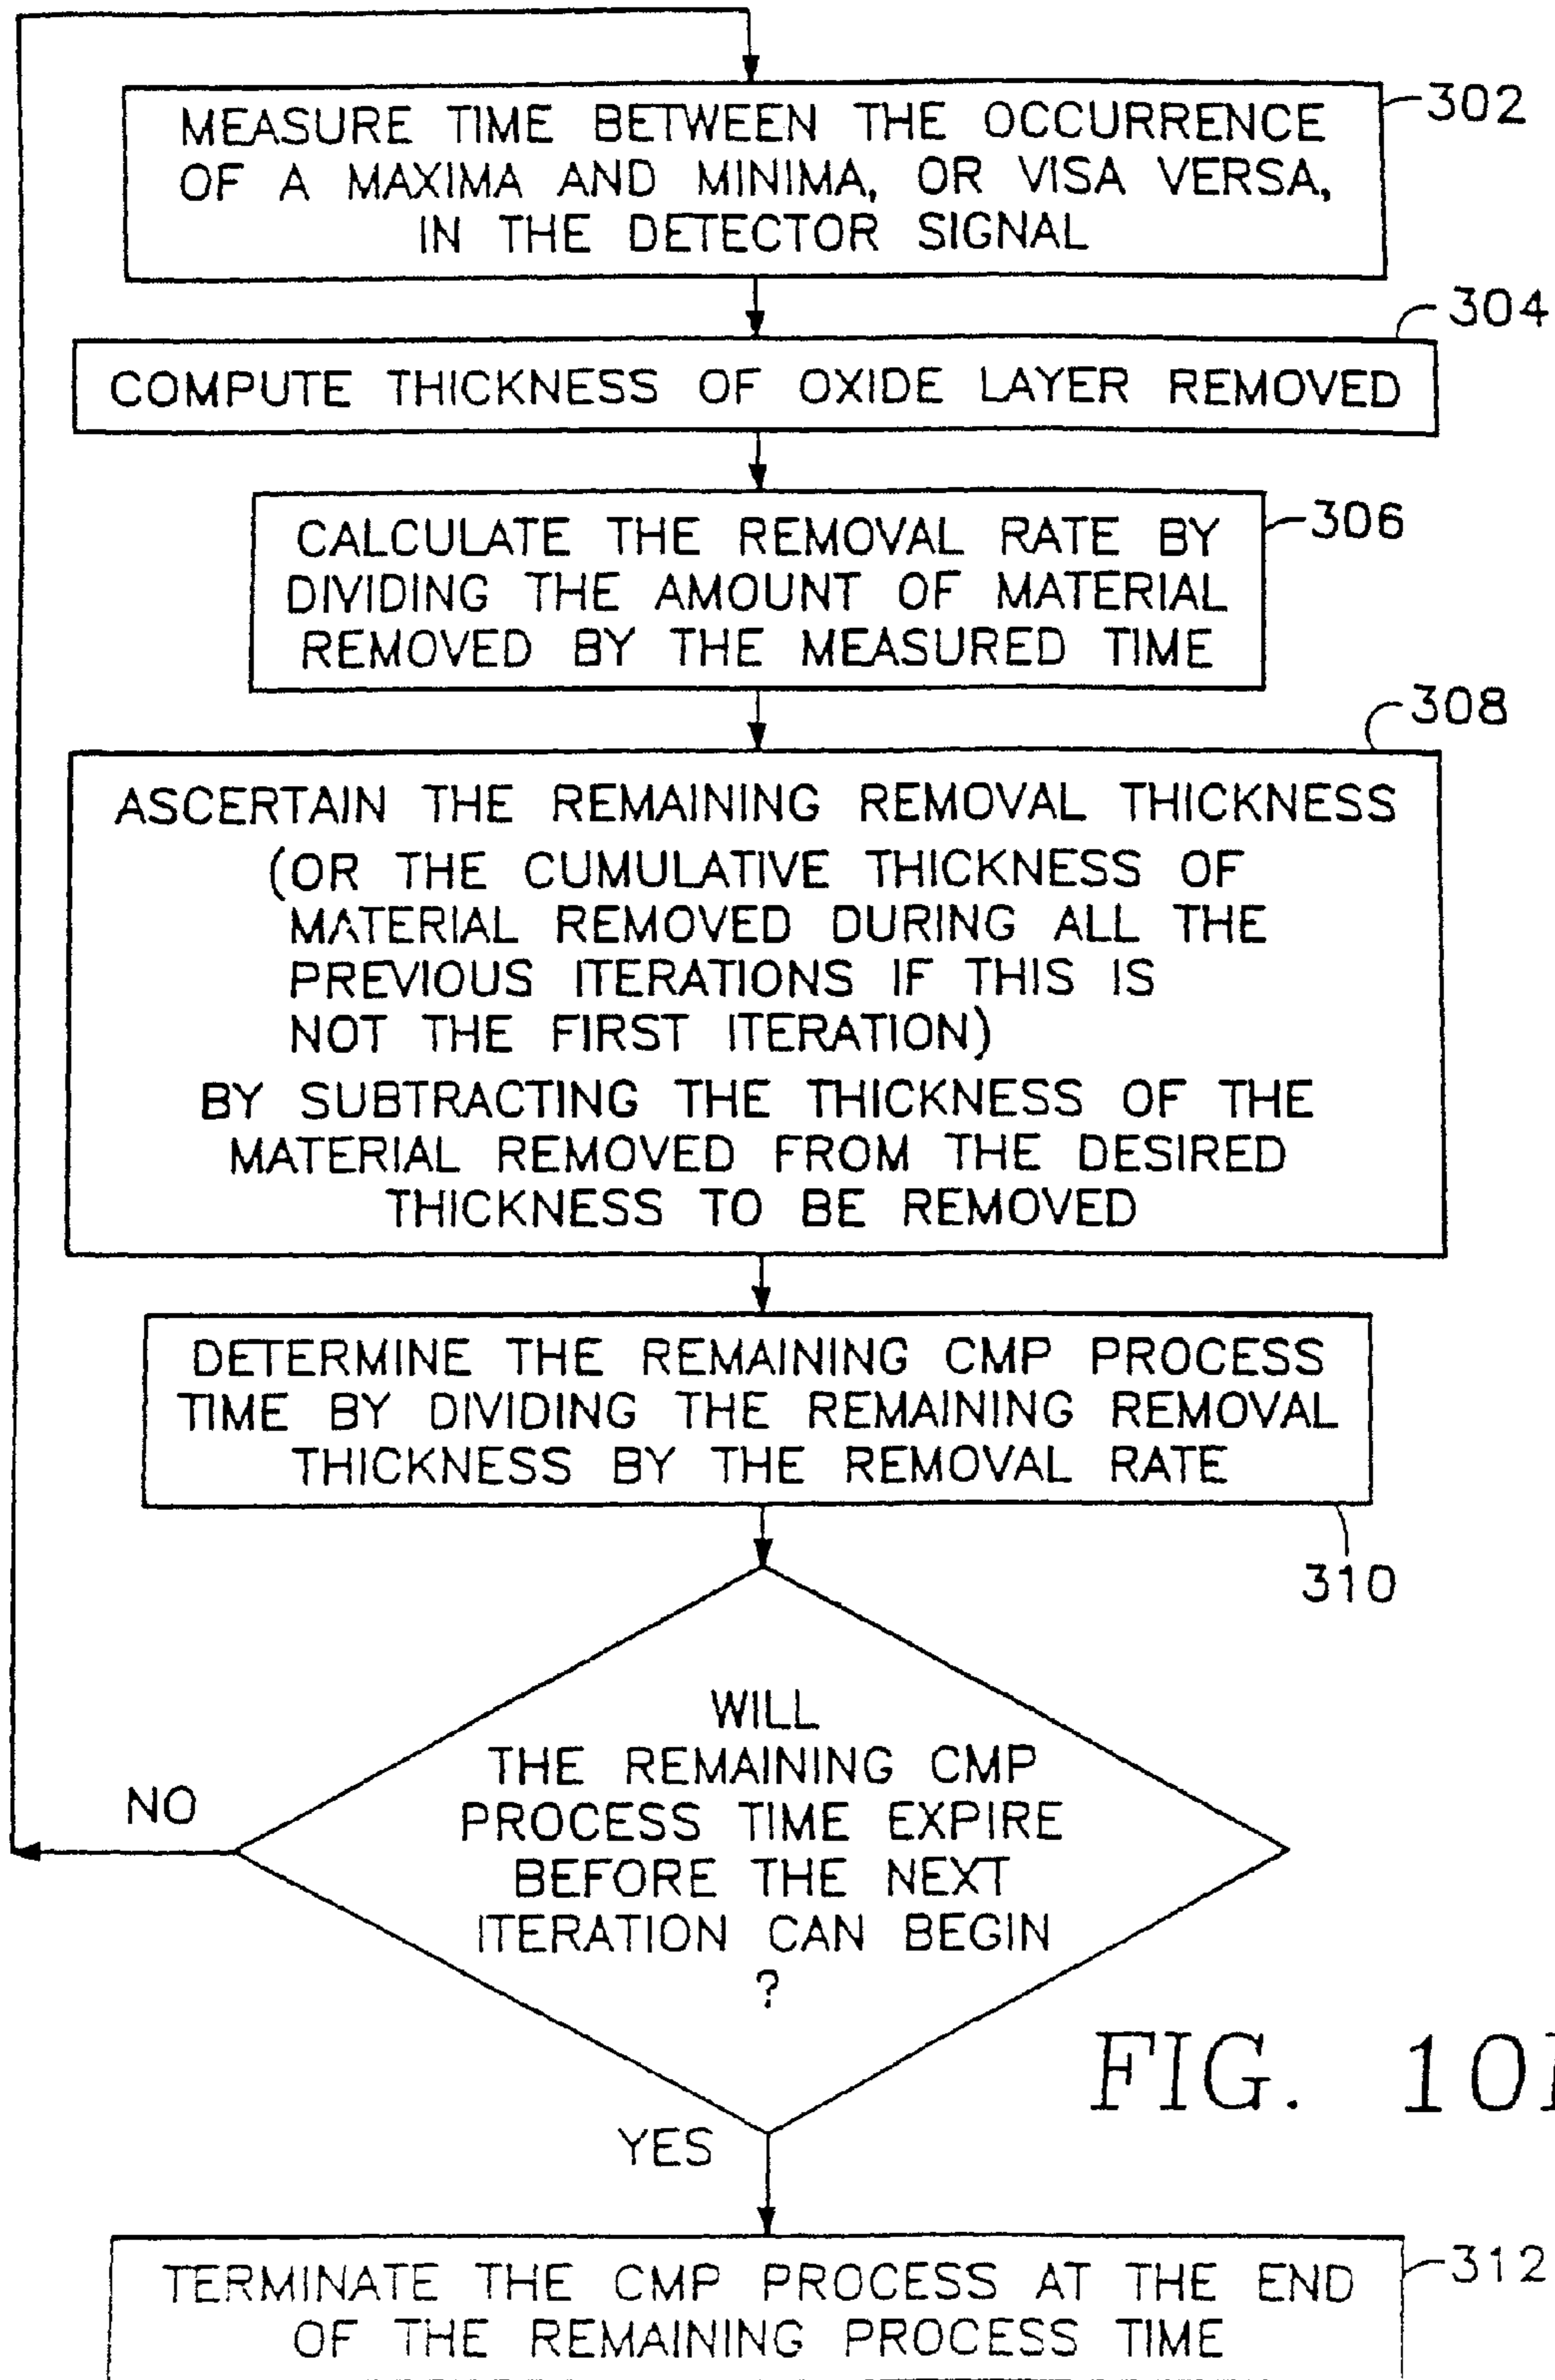 MEASURE TIME BETWEEN THE OCCURRENCE
OF A MAXIMA AND MINIMA, OR VISA VERSA,
IN THE DETECTOR SIGNAL
302
COMPUTE THICKNESS OF OXIDE LAYER REMOVED
304
CALCULATE THE REMOVAL RATE BY
DIVIDING THE AMOUNT OF MATERIAL
REMOVED BY THE MEASURED TIME
306
308
ASCERTAIN THE REMAINING REMOVAL THICKNESS
(OR THE CUMULATIVE THICKNESS OF
MATERIAL REMOVED DURING ALL THE
PREVIOUS ITERATIONS IF THIS IS
NOT THE FIRST ITERATION)
BY SUBTRACTING THE THICKNESS OF THE
MATERIAL REMOVED FROM THE DESIRED
THICKNESS TO BE REMOVED
DETERMINE THE REMAINING CMP PROCESS
TIME BY DIVIDING THE REMAINING REMOVAL
THICKNESS BY THE REMOVAL RATE
310
WILL
THE REMAINING CMP
PROCESS TIME EXPIRE
BEFORE THE NEXT
ITERATION CAN BEGIN
?
NO
YES
FIG.
TERMINATE THE CMP PROCESS AT THE END
OF THE REMAINING PROCESS TIME
312